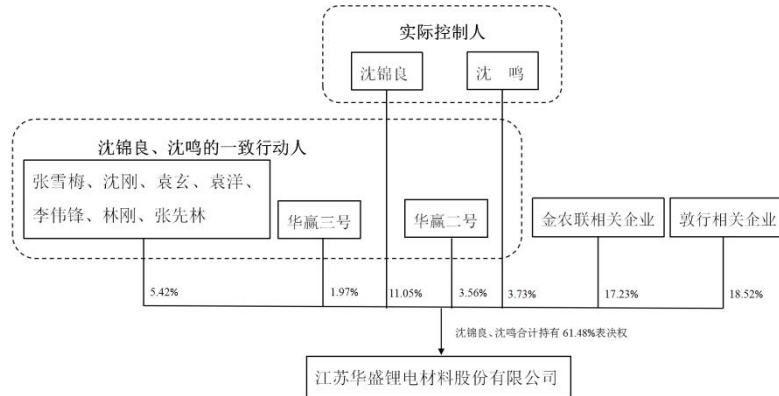 实际控制人
沈锦良
沈 鸣
沈锦良、沈鸣的一致行动人
张雪梅、沈刚、袁玄、袁洋、
李伟锋、林刚、张先林
华赢三号
华赢二号
金农联相关企业
敦行相关企业
5.42%
1.97%
11.05%
3.56%
3.73%
17.23%
18.52%
沈锦良、沈鸣合计持有 61.48%表决权
江苏华盛锂电材料股份有限公司